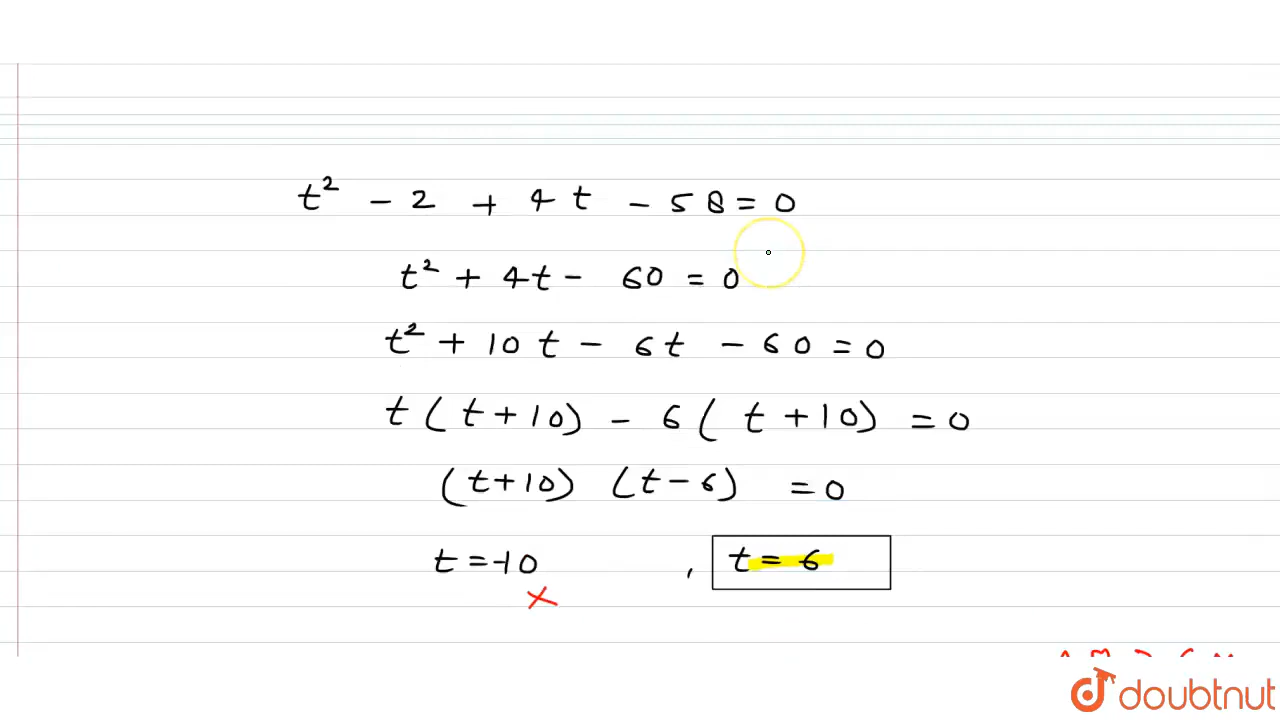 t² - 2 + 4t - 58 = 0
t² + 4t - 60 = 0
t² + 10t - 6t - 60 = 0
t(t+10) - 6(t+10) = 0
(t+10) (t-6) = 0
t = -10 , t = 6
×
doubtnut